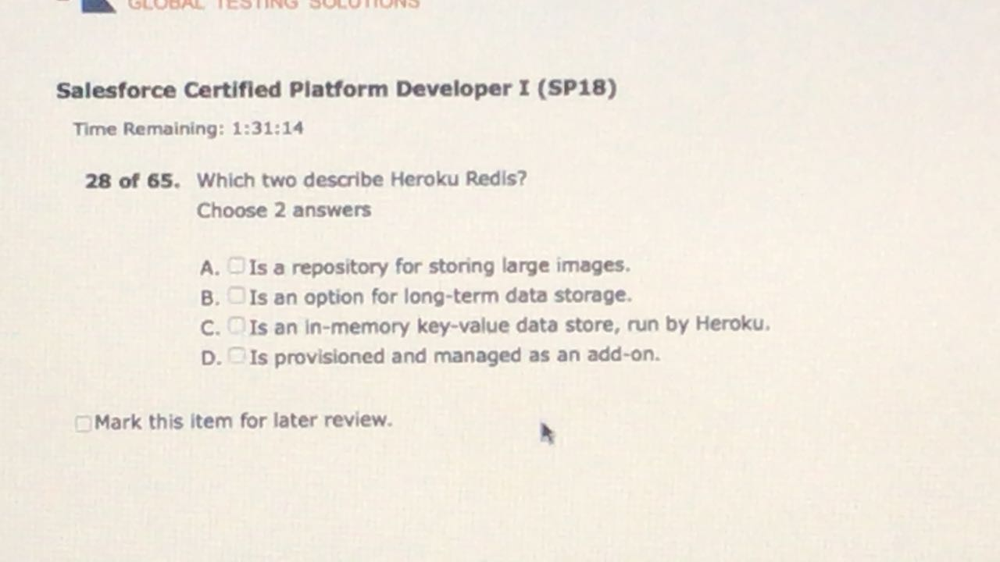 GLOBAL TESTING SOLUTIONS
Salesforce Certified Platform Developer I (SP18)
Time Remaining: 1:31:14
28 of 65. Which two describe Heroku Redis?
Choose 2 answers
A. Is a repository for storing large images.
B. Is an option for long-term data storage.
C. Is an in-memory key-value data store, run by Heroku.
D. Is provisioned and managed as an add-on.
Mark this item for later review.